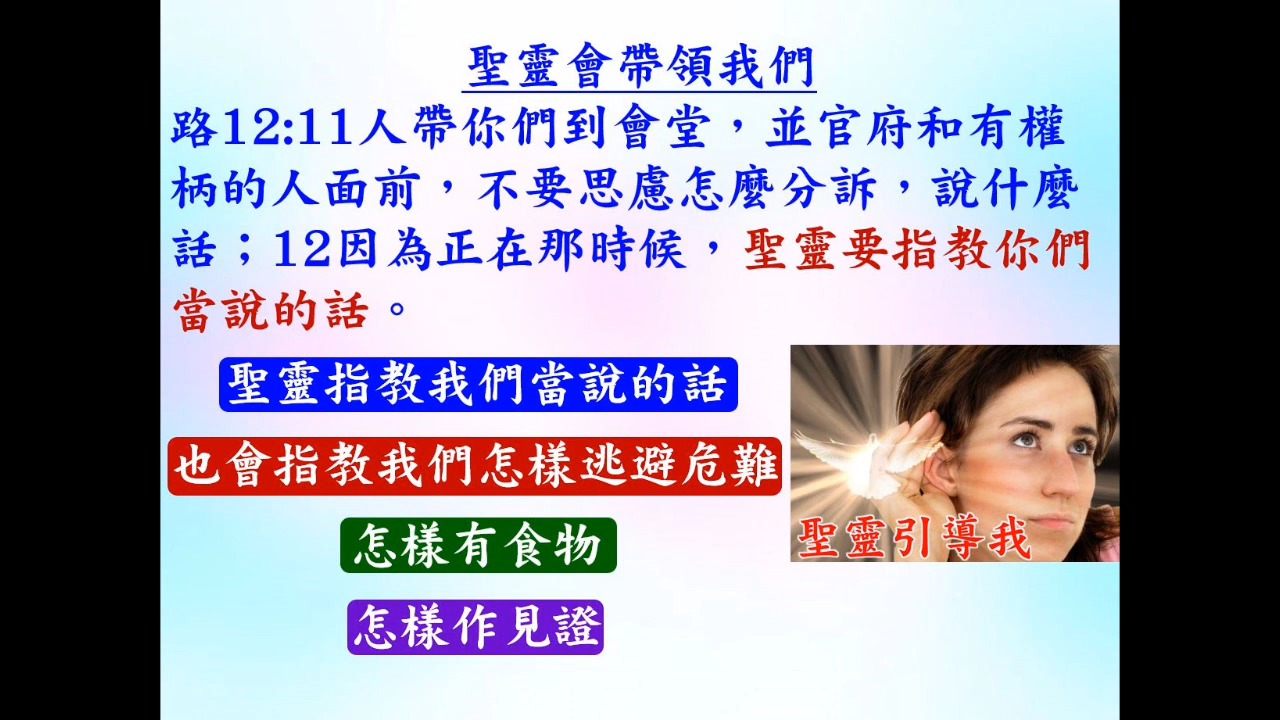 聖靈會帶領我們
路12:11人帶你們到會堂，並官府和有權
柄的人面前，不要思慮怎麼分訴，說什麼
話；12因為正在那時候，聖靈要指教你們
當說的話。
聖靈指教我們當說的話
也會指教我們怎樣逃避危難
怎樣有食物
怎樣作見證
聖靈引導我